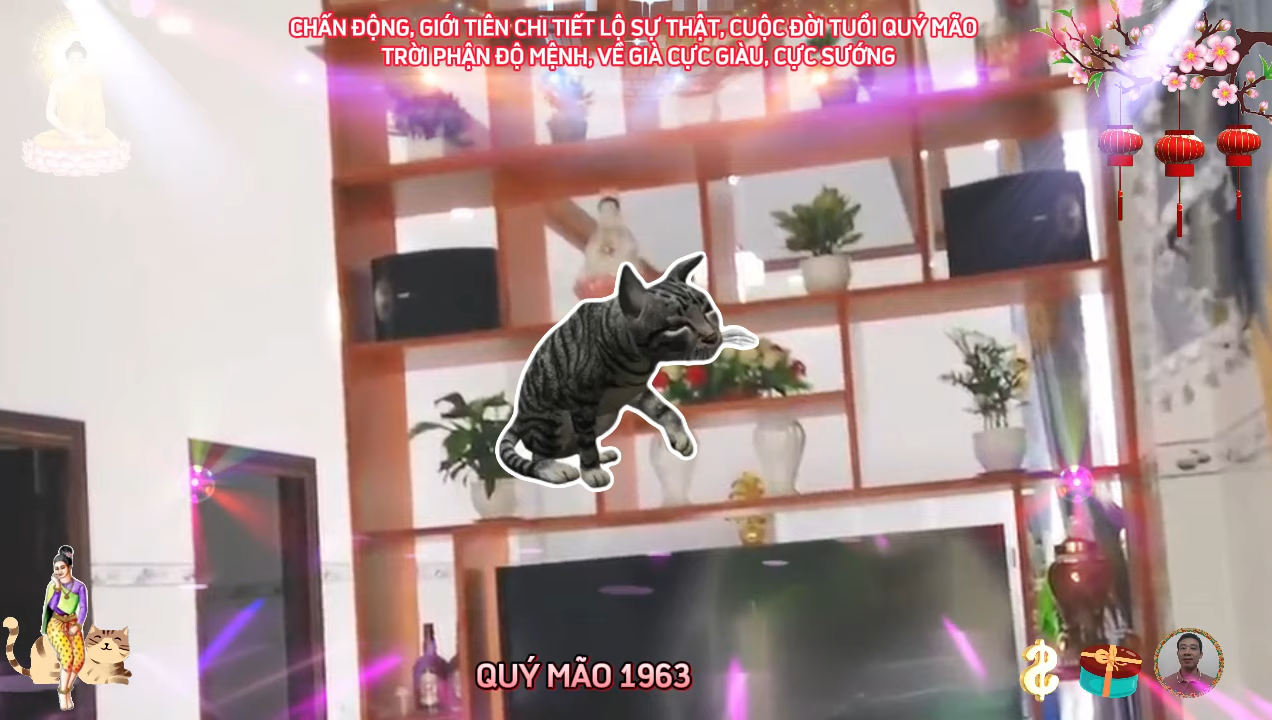 CHẤN ĐỘNG, GIỚI TIÊN CHI TIẾT LỘ SỰ THẬT, CUỘC ĐỜI TUỔI QUÝ MÃO
TRỜI PHẬN ĐỘ MỆNH, VỀ GIÀ CỰC GIÀU, CỰC SƯỚNG
QUÝ MÃO 1963